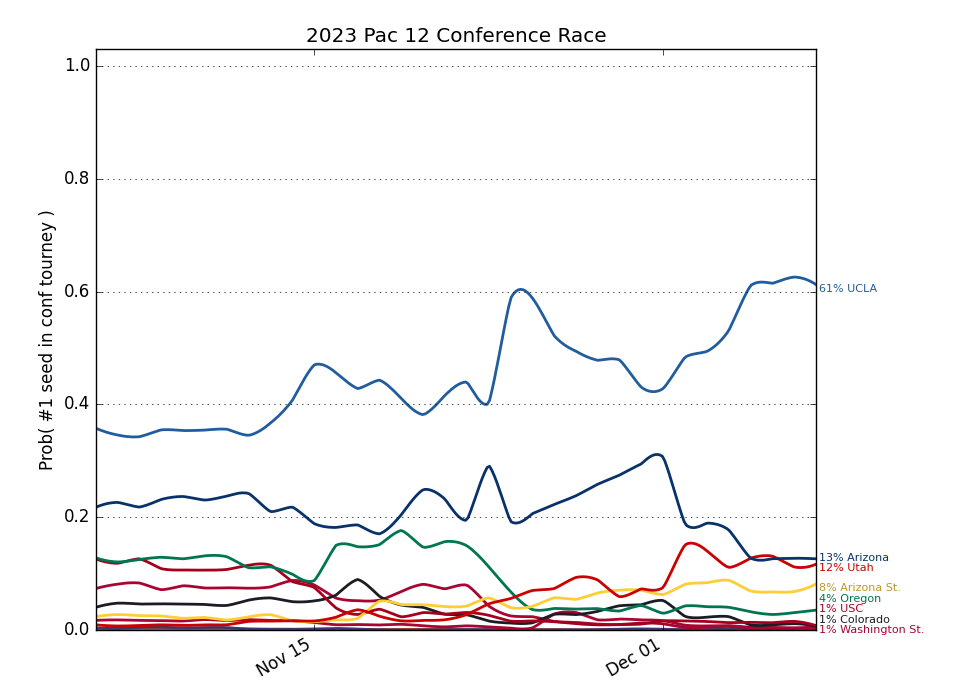 2023 Pac 12 Conference Race
Prob( #1 seed in conf tourney )
1.0
0.8
0.6
0.4
0.2
0.0
Nov 15
Dec 01
61% UCLA
13% Arizona
12% Utah
8% Arizona St.
4% Oregon
1% USC
1% Colorado
1% Washington St.